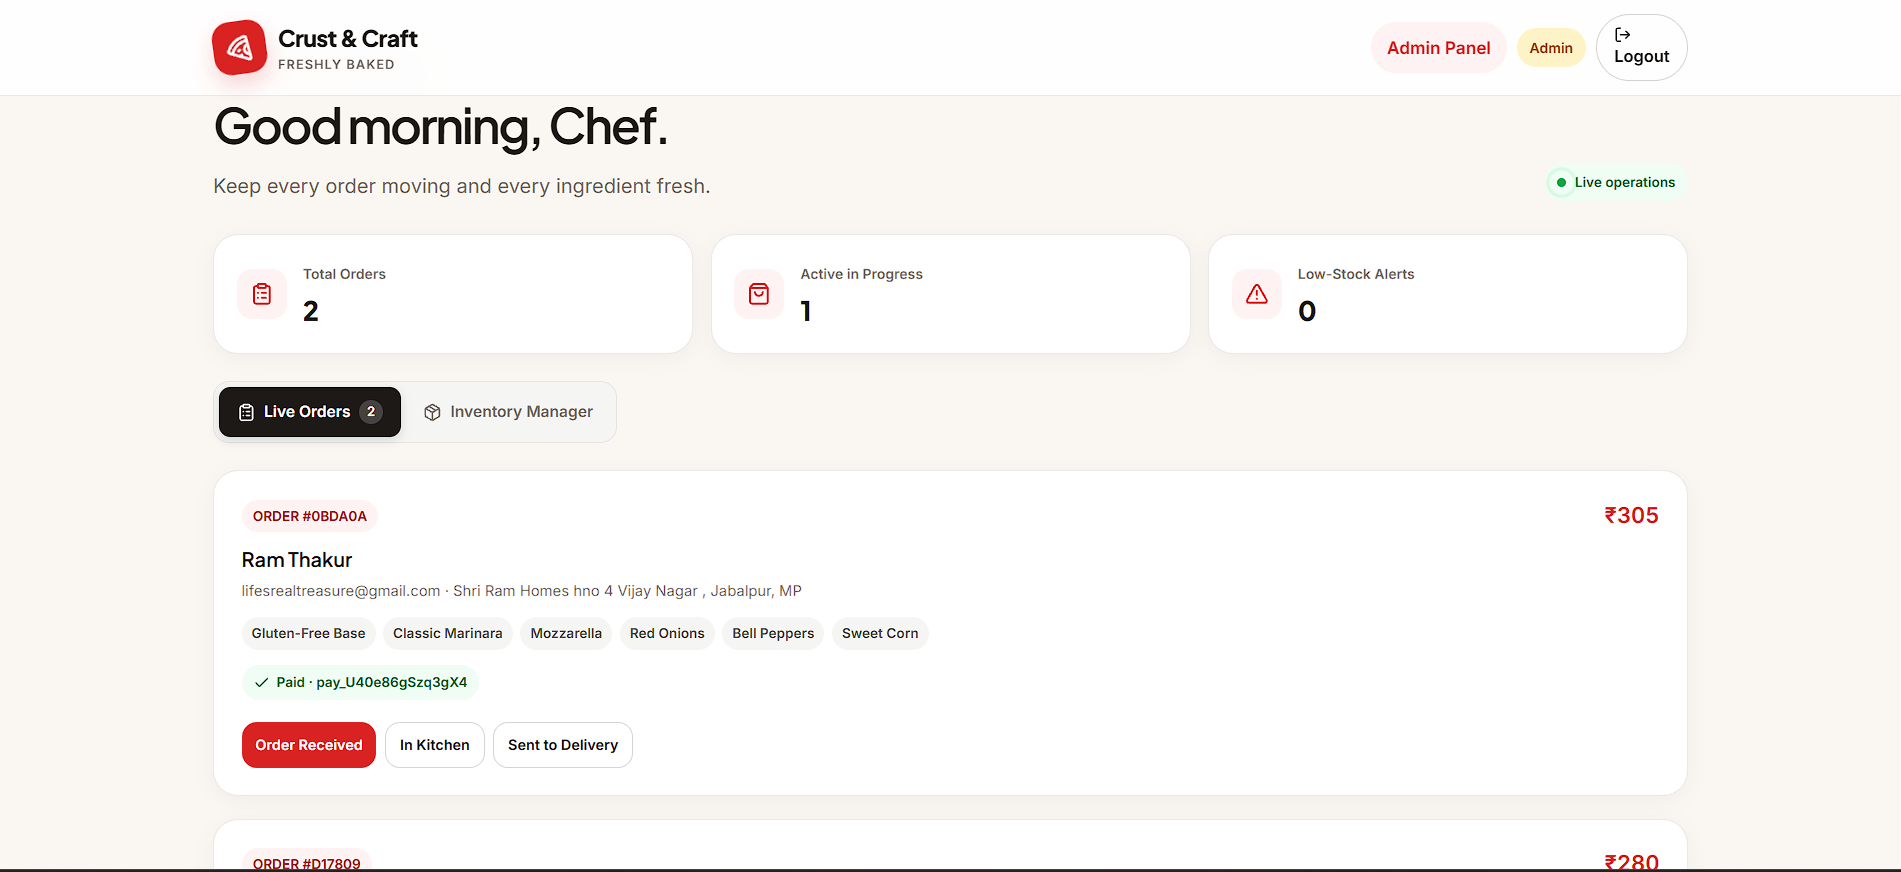 Crust & Craft
FRESHLY BAKED
Admin Panel
Admin
Logout
Good morning, Chef.
Keep every order moving and every ingredient fresh.
Live operations
Total Orders
2
Active in Progress
1
Low-Stock Alerts
0
Live Orders 2
Inventory Manager
ORDER #0BDA0A
₹305
Ram Thakur
lifesrealtreasure@gmail.com · Shri Ram Homes hno 4 Vijay Nagar , Jabalpur, MP
Gluten-Free Base Classic Marinara Mozzarella Red Onions Bell Peppers Sweet Corn
Paid · pay_U40e86gSzq3gX4
Order Received In Kitchen Sent to Delivery
ORDER #D17809
₹280